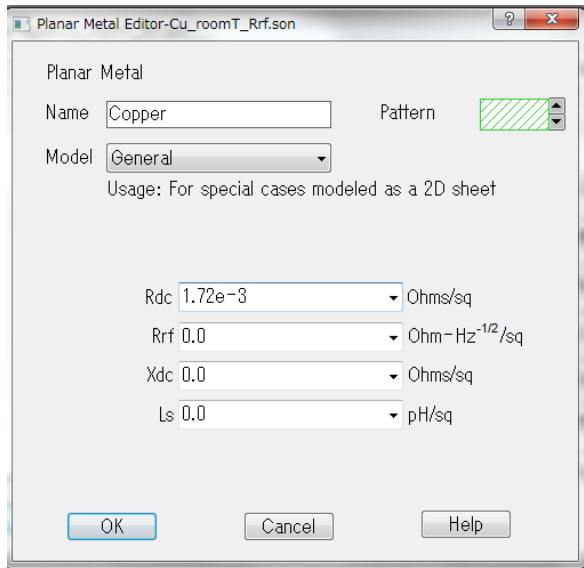 Planar Metal Editor-Cu_roomT_Rrf.son
Planar Metal
Name Copper Pattern
Model General
Usage: For special cases modeled as a 2D sheet
Rdc 1.72e-3 Ohms/sq
Rrf 0.0 Ohm-Hz-1/2/sq
Xdc 0.0 Ohms/sq
Ls 0.0 pH/sq
OK Cancel Help